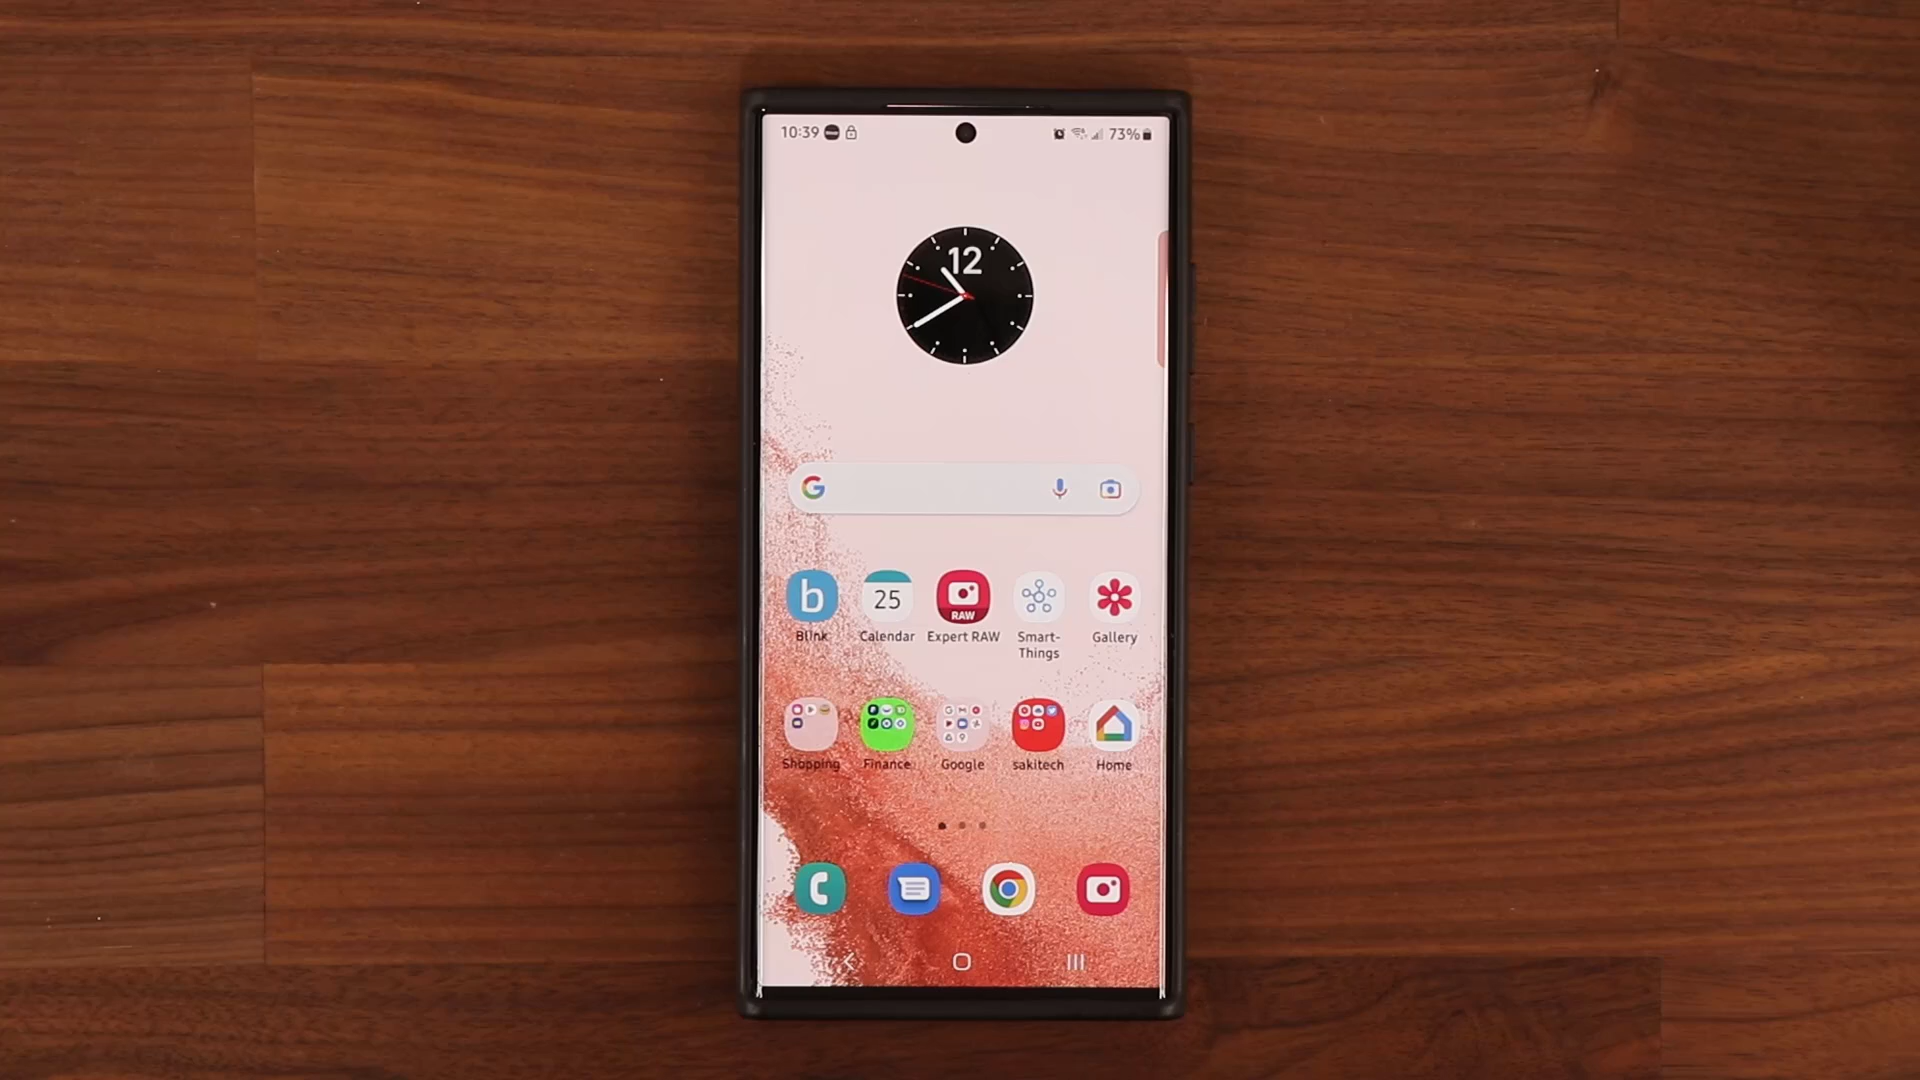 10:39 73%
12
G
b 25 RAW
Blink Calendar Expert RAW Smart- Gallery
Things
Shopping Finance Google sakitech Home